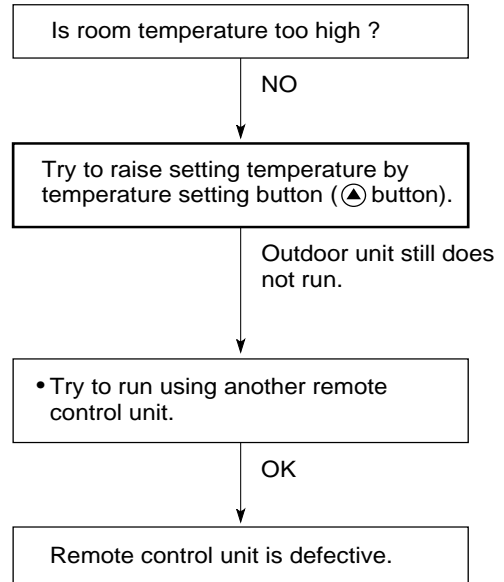 Is room temperature too high ?
NO
Try to raise setting temperature by
temperature setting button (▲ button).
Outdoor unit still does
not run.
• Try to run using another remote
control unit.
OK
Remote control unit is defective.